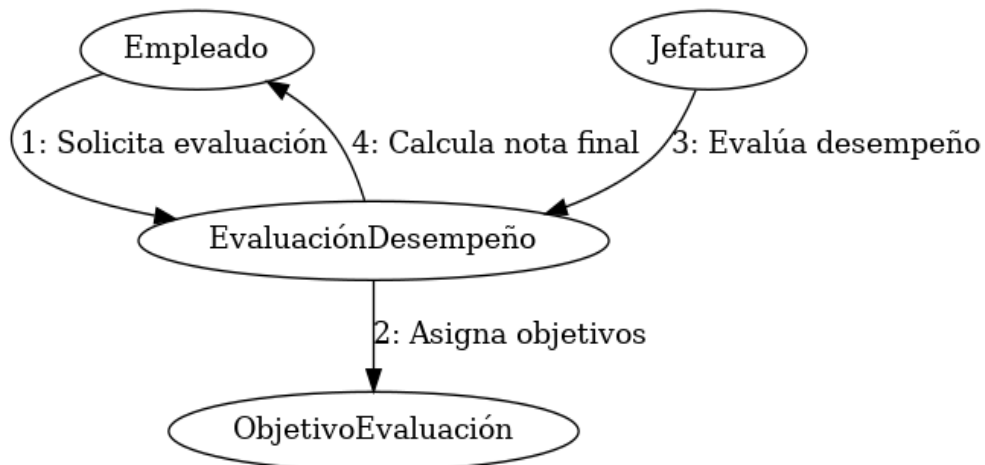 Empleado
Jefatura
1: Solicita evaluación
4: Calcula nota final
3: Evalúa desempeño
EvaluaciónDesempeño
2: Asigna objetivos
ObjetivoEvaluación